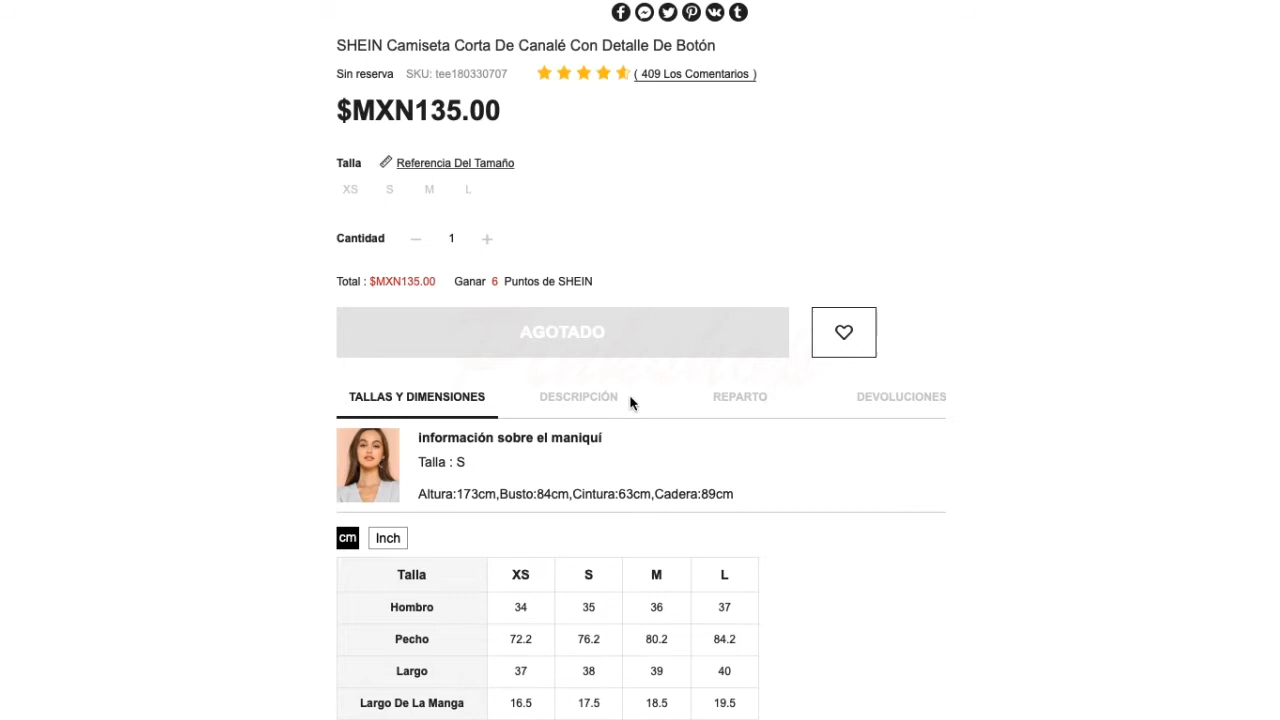 SHEIN Camiseta Corta De Canalé Con Detalle De Botón
Sin reserva SKU: tee180330707 ( 409 Los Comentarios )
$MXN135.00
Talla Referencia Del Tamaño
XS S M L
Cantidad − 1 +
Total : $MXN135.00 Ganar 6 Puntos de SHEIN
AGOTADO
TALLAS Y DIMENSIONES DESCRIPCIÓN REPARTO DEVOLUCIONES
información sobre el maniquí
Talla : S
Altura:173cm,Busto:84cm,Cintura:63cm,Cadera:89cm
cm Inch
Talla XS S M L
Hombro 34 35 36 37
Pecho 72.2 76.2 80.2 84.2
Largo 37 38 39 40
Largo De La Manga 16.5 17.5 18.5 19.5